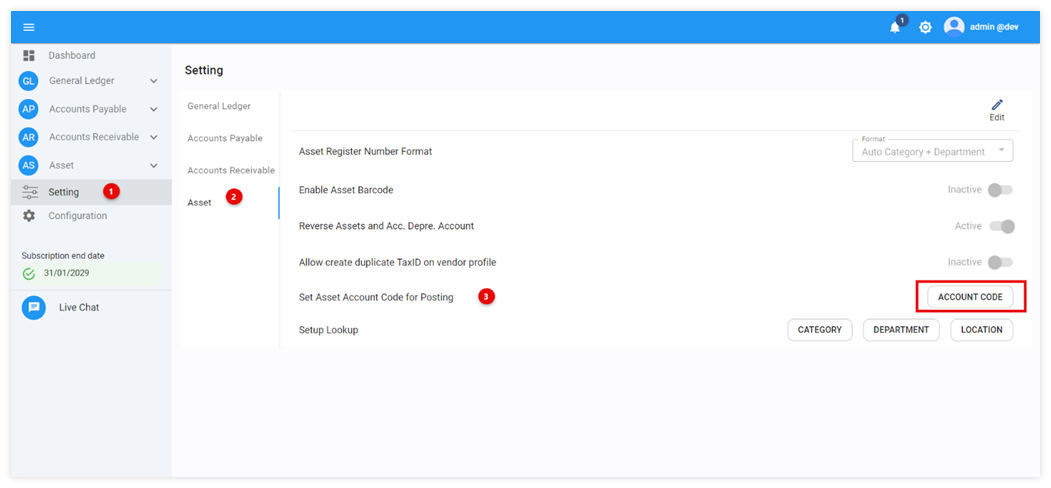 1
admin @dev
Dashboard
GL General Ledger
AP Accounts Payable
AR Accounts Receivable
AS Asset
Setting 1
Configuration
Subscription end date
31/01/2029
Live Chat
Setting
General Ledger
Accounts Payable
Accounts Receivable
Asset 2
Edit
Asset Register Number Format
Format
Auto Category + Department
Enable Asset Barcode Inactive
Reverse Assets and Acc. Depre. Account Active
Allow create duplicate TaxID on vendor profile Inactive
Set Asset Account Code for Posting 3 ACCOUNT CODE
Setup Lookup CATEGORY DEPARTMENT LOCATION